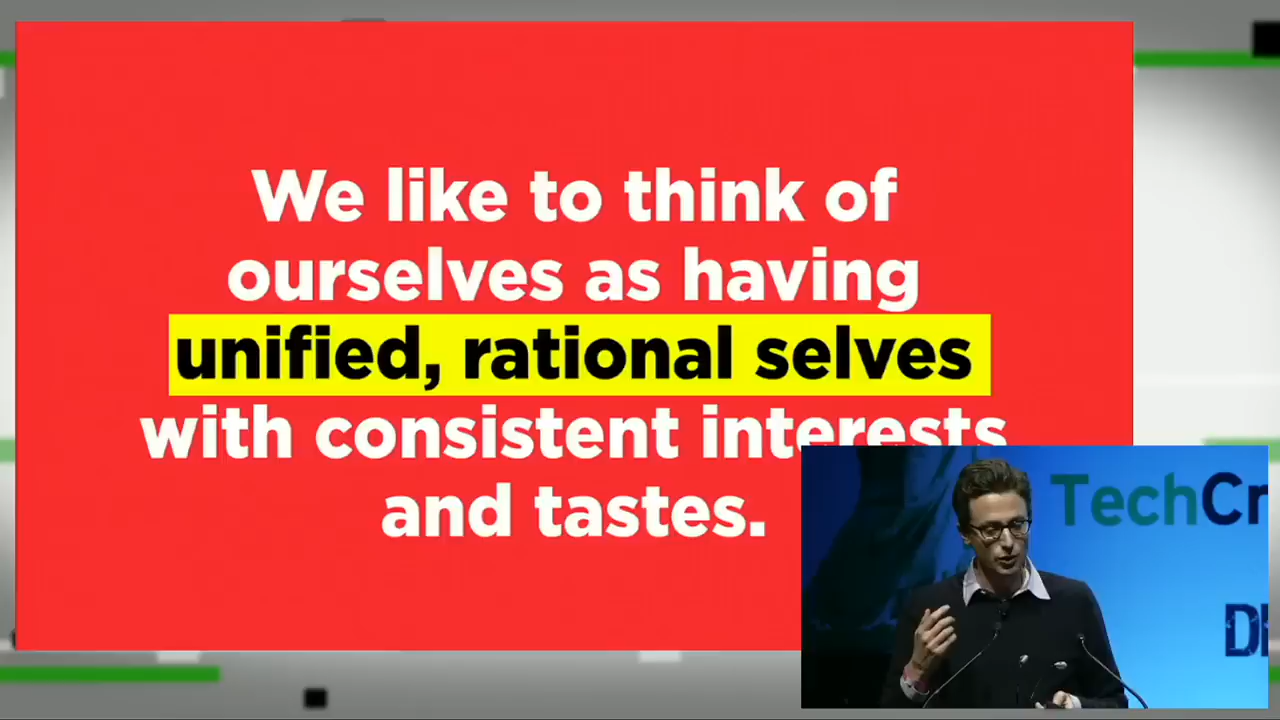 We like to think of
ourselves as having
unified, rational selves
with consistent interests
and tastes.
TechCr